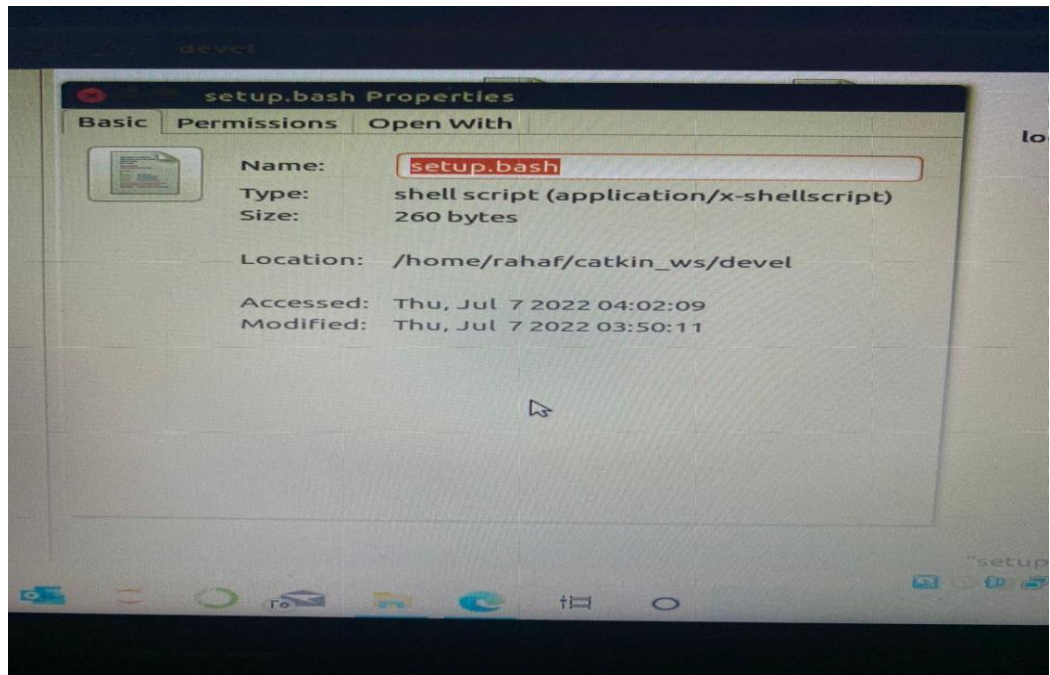 devel
setup.bash Properties
Basic Permissions Open With
lo
Name: setup.bash
Type: shell script (application/x-shellscript)
Size: 260 bytes
Location: /home/rahaf/catkin_ws/devel
Accessed: Thu, Jul 7 2022 04:02:09
Modified: Thu, Jul 7 2022 03:50:11
"setup